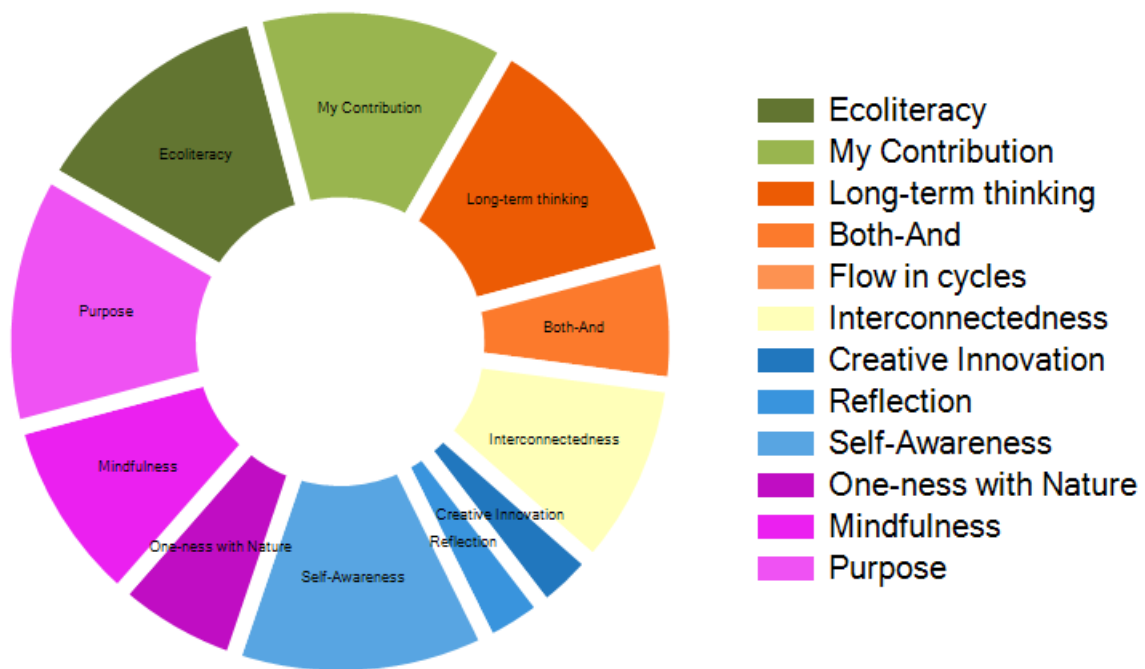 My Contribution
Ecoliteracy
Long-term thinking
Purpose
Both-And
Interconnectedness
Mindfulness
Creative Innovation
Reflection
One-ness with Nature
Self-Awareness
Ecoliteracy
My Contribution
Long-term thinking
Both-And
Flow in cycles
Interconnectedness
Creative Innovation
Reflection
Self-Awareness
One-ness with Nature
Mindfulness
Purpose